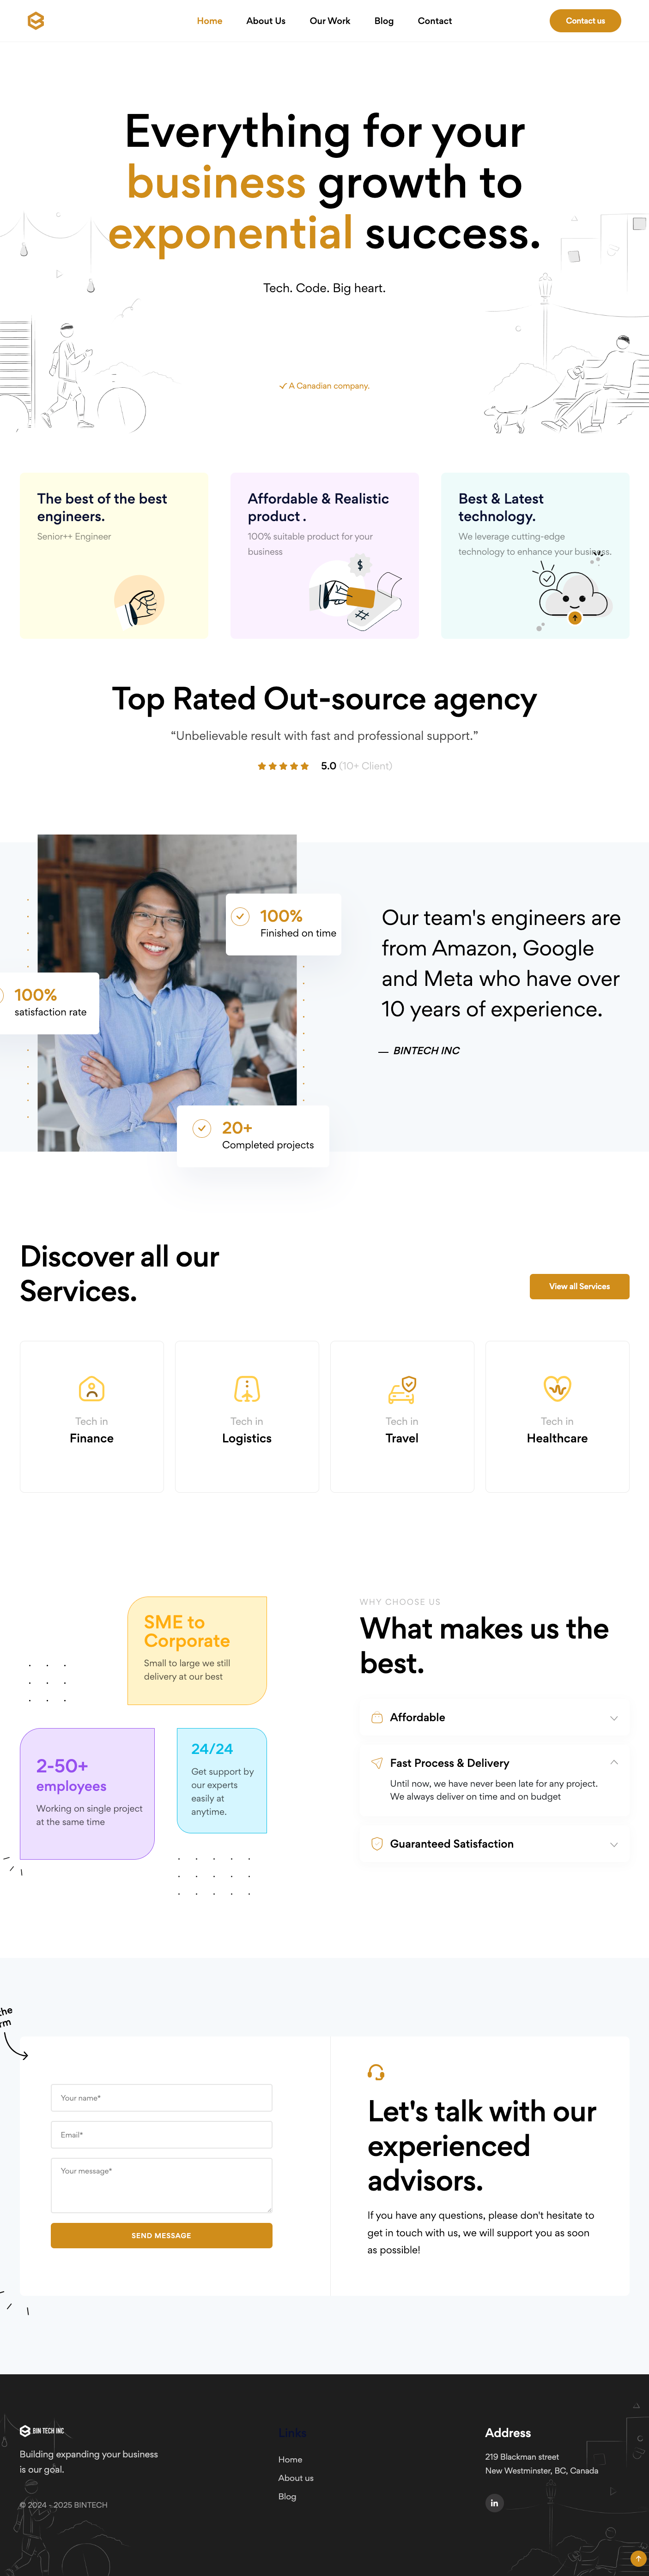 Home About Us Our Work Blog Contact
Contact us
Everything for your
business growth to
exponential success.
Tech. Code. Big heart.
A Canadian company.
The best of the best
engineers.
Senior++ Engineer
Affordable & Realistic
product .
100% suitable product for your
business
$
Best & Latest
technology.
We leverage cutting-edge
technology to enhance your business.
Top Rated Out-source agency
“Unbelievable result with fast and professional support.”
5.0 (10+ Client)
100%
Finished on time
100%
satisfaction rate
20+
Completed projects
Our team's engineers are
from Amazon, Google
and Meta who have over
10 years of experience.
— BINTECH INC
Discover all our
Services.
View all Services
Tech in
Finance
Tech in
Logistics
Tech in
Travel
Tech in
Healthcare
SME to
Corporate
Small to large we still
delivery at our best
2-50+
employees
Working on single project
at the same time
24/24
Get support by
our experts
easily at
anytime.
WHY CHOOSE US
What makes us the
best.
Affordable
Fast Process & Delivery
Until now, we have never been late for any project.
We always deliver on time and on budget
Guaranteed Satisfaction
Your name*
Email*
Your message*
SEND MESSAGE
Let's talk with our
experienced
advisors.
If you have any questions, please don't hesitate to
get in touch with us, we will support you as soon
as possible!
BIN TECH INC
Building expanding your business
is our goal.
© 2024 - 2025 BINTECH
Links
Home
About us
Blog
Address
219 Blackman street
New Westminster, BC, Canada
in